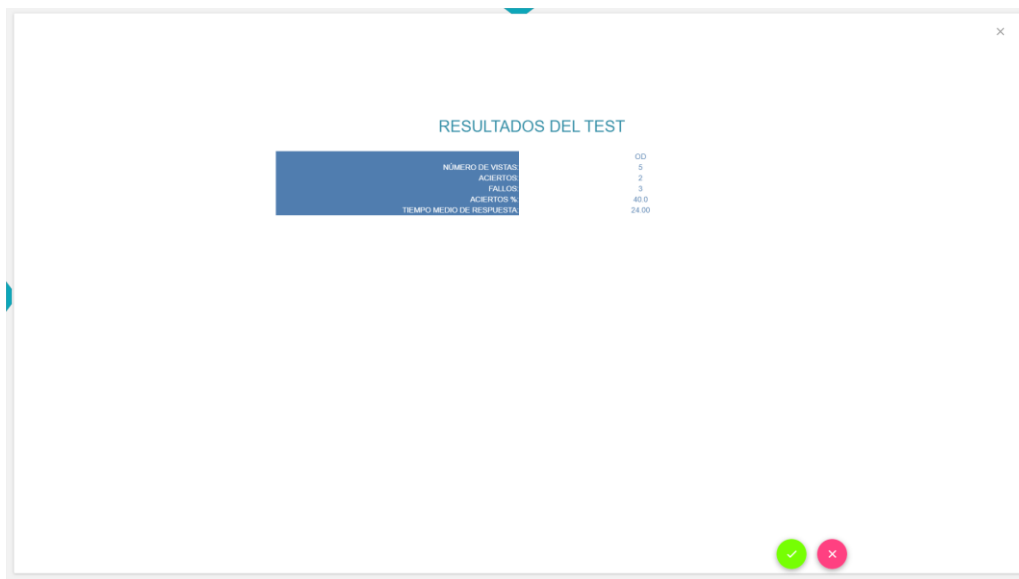 RESULTADOS DEL TEST
OD
NÚMERO DE VISTAS: 5
ACIERTOS: 2
FALLOS: 3
ACIERTOS %: 40.0
TIEMPO MEDIO DE RESPUESTA: 24.00